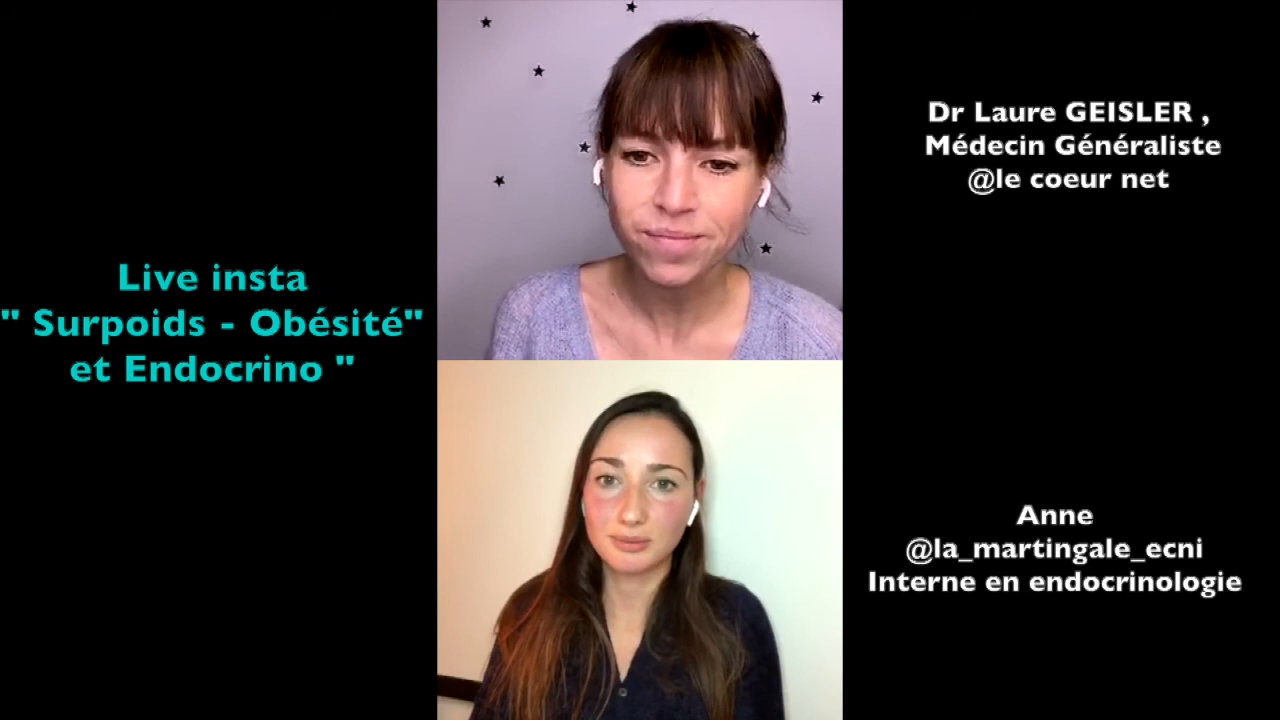 Live insta
" Surpoids - Obésité"
et Endocrino "
Dr Laure GEISLER ,
Médecin Généraliste
@le coeur net
Anne
@la_martingale_ecni
Interne en endocrinologie